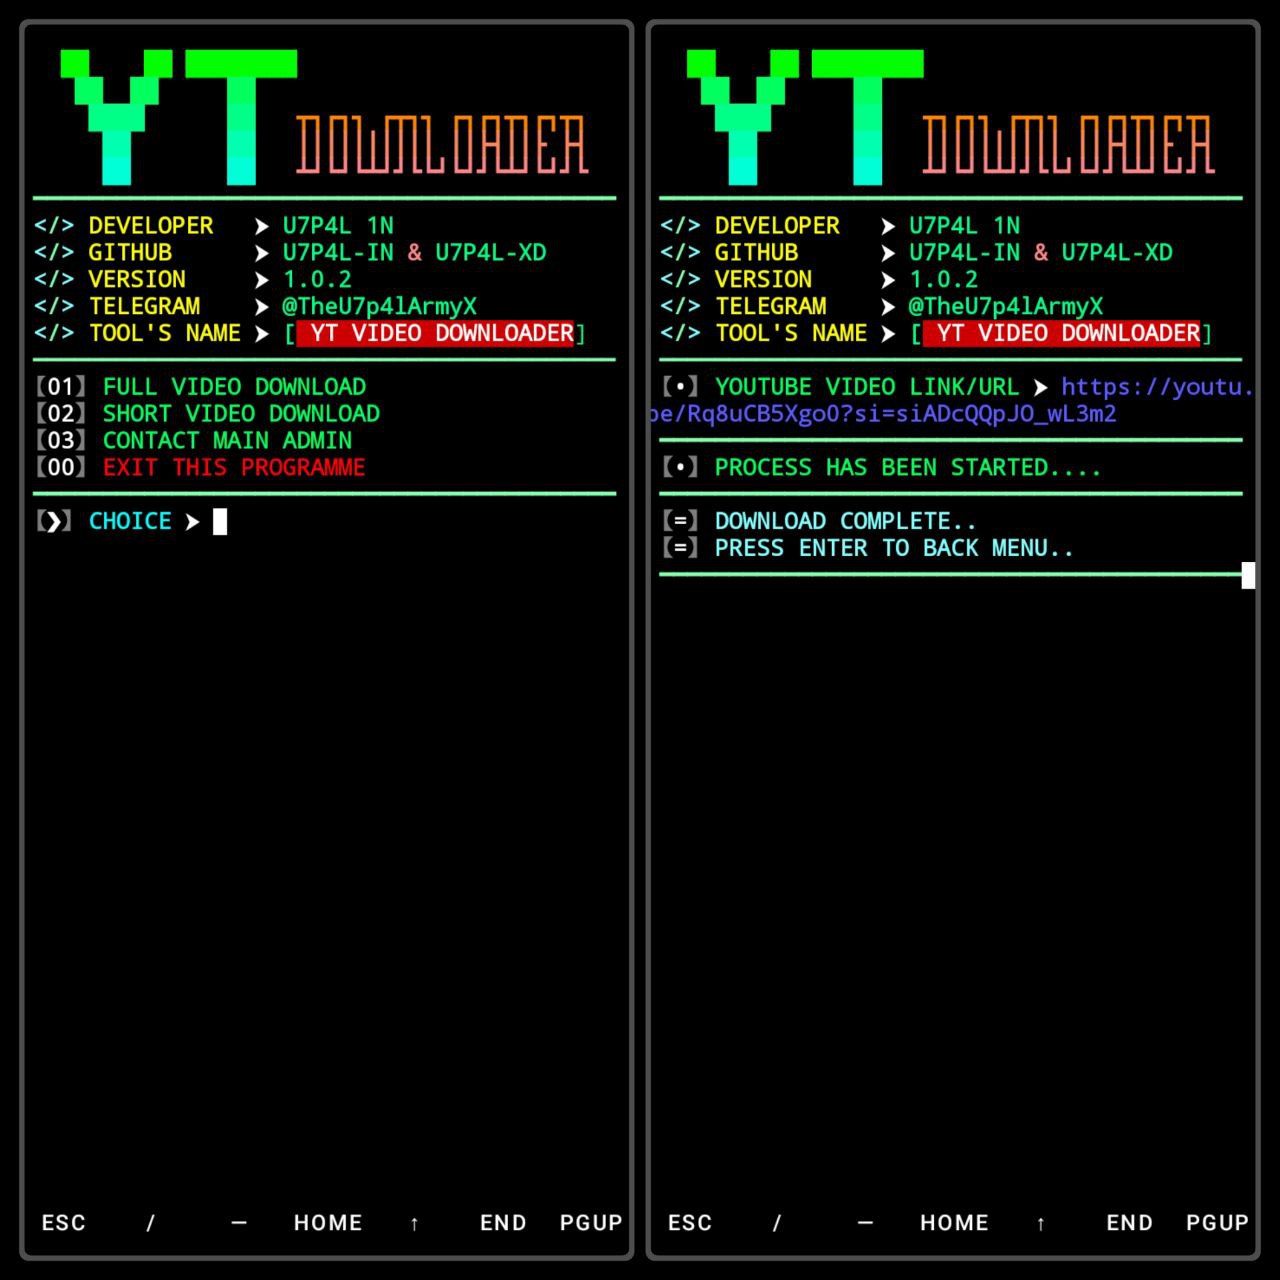 YT DOWNLOADER
</> DEVELOPER ➤ U7P4L 1N
</> GITHUB ➤ U7P4L-IN & U7P4L-XD
</> VERSION ➤ 1.0.2
</> TELEGRAM ➤ @TheU7p4lArmyX
</> TOOL'S NAME ➤ [ YT VIDEO DOWNLOADER]
【01】 FULL VIDEO DOWNLOAD
【02】 SHORT VIDEO DOWNLOAD
【03】 CONTACT MAIN ADMIN
【00】 EXIT THIS PROGRAMME
【❯】 CHOICE ➤
ESC / — HOME ↑ END PGUP
YT DOWNLOADER
</> DEVELOPER ➤ U7P4L 1N
</> GITHUB ➤ U7P4L-IN & U7P4L-XD
</> VERSION ➤ 1.0.2
</> TELEGRAM ➤ @TheU7p4lArmyX
</> TOOL'S NAME ➤ [ YT VIDEO DOWNLOADER]
【•】 YOUTUBE VIDEO LINK/URL ➤ https://youtu.
be/Rq8uCB5Xgo0?si=siADcQQpJO_wL3m2
【•】 PROCESS HAS BEEN STARTED....
【=】 DOWNLOAD COMPLETE..
【=】 PRESS ENTER TO BACK MENU..
ESC / — HOME ↑ END PGUP